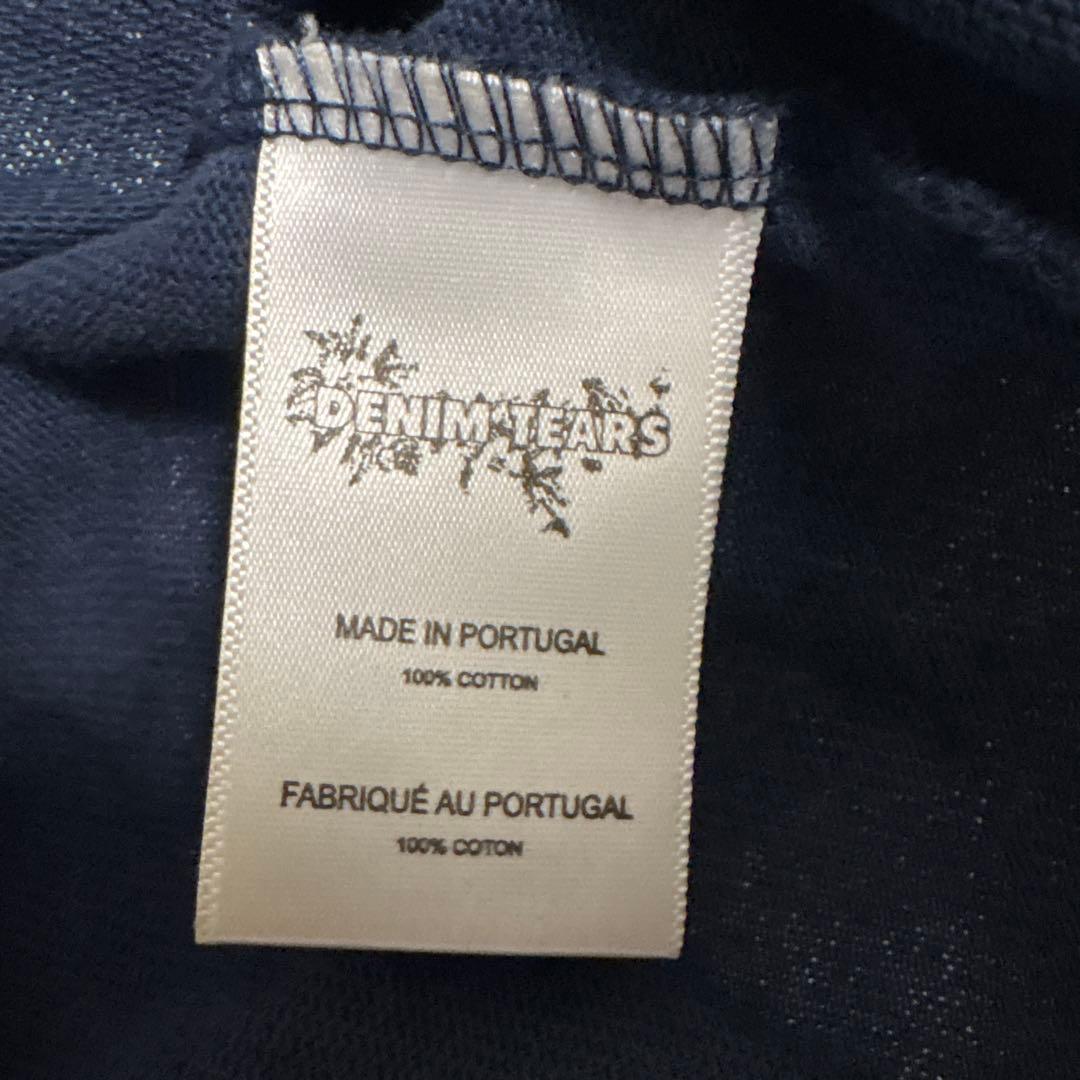 DENIM TEARS
MADE IN PORTUGAL
100% COTTON
FABRIQUÉ AU PORTUGAL
100% COTON